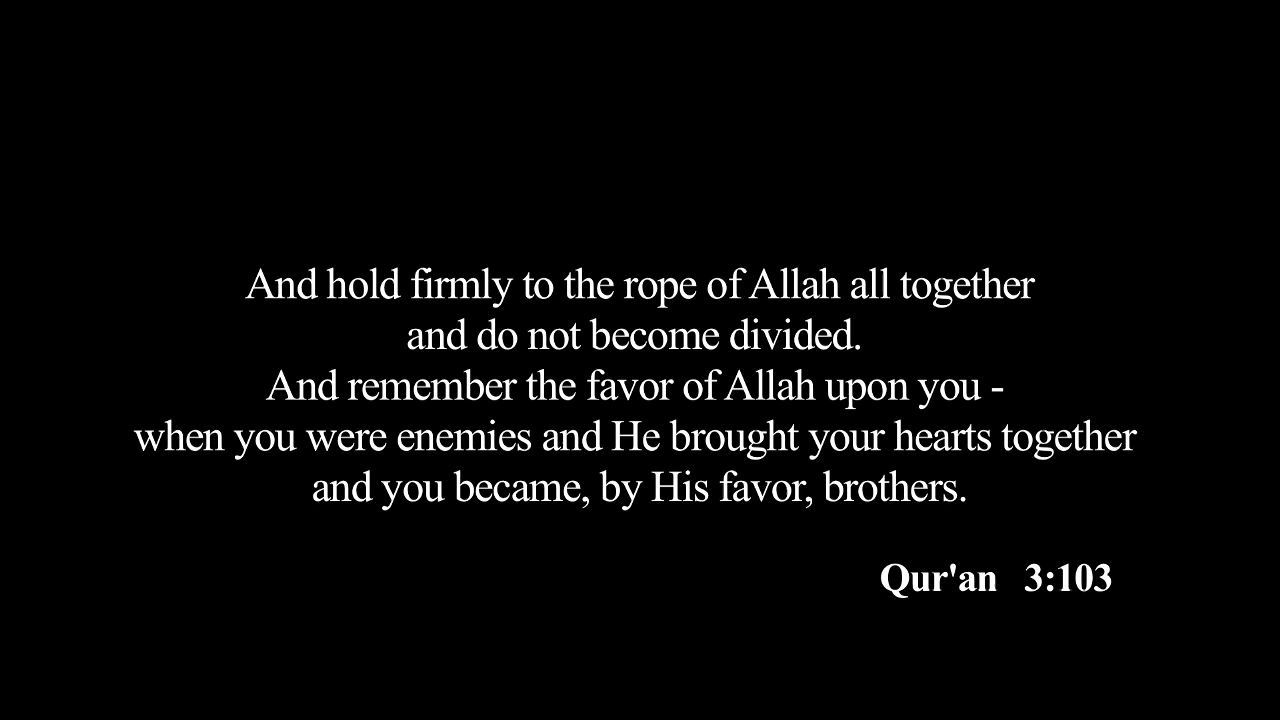 And hold firmly to the rope of Allah all together
and do not become divided.
And remember the favor of Allah upon you -
when you were enemies and He brought your hearts together
and you became, by His favor, brothers.
Qur'an 3:103